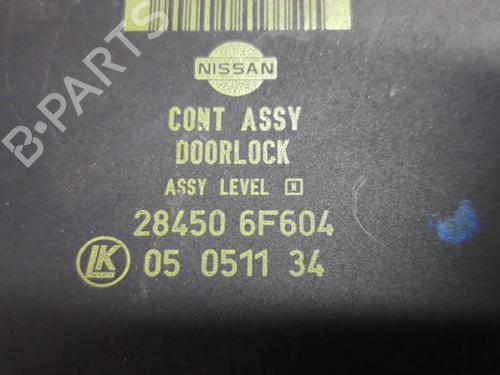 B-PARTS
NISSAN
CONT ASSY
DOORLOCK
ASSY LEVEL N
28450 6F604
LK 05 0511 34